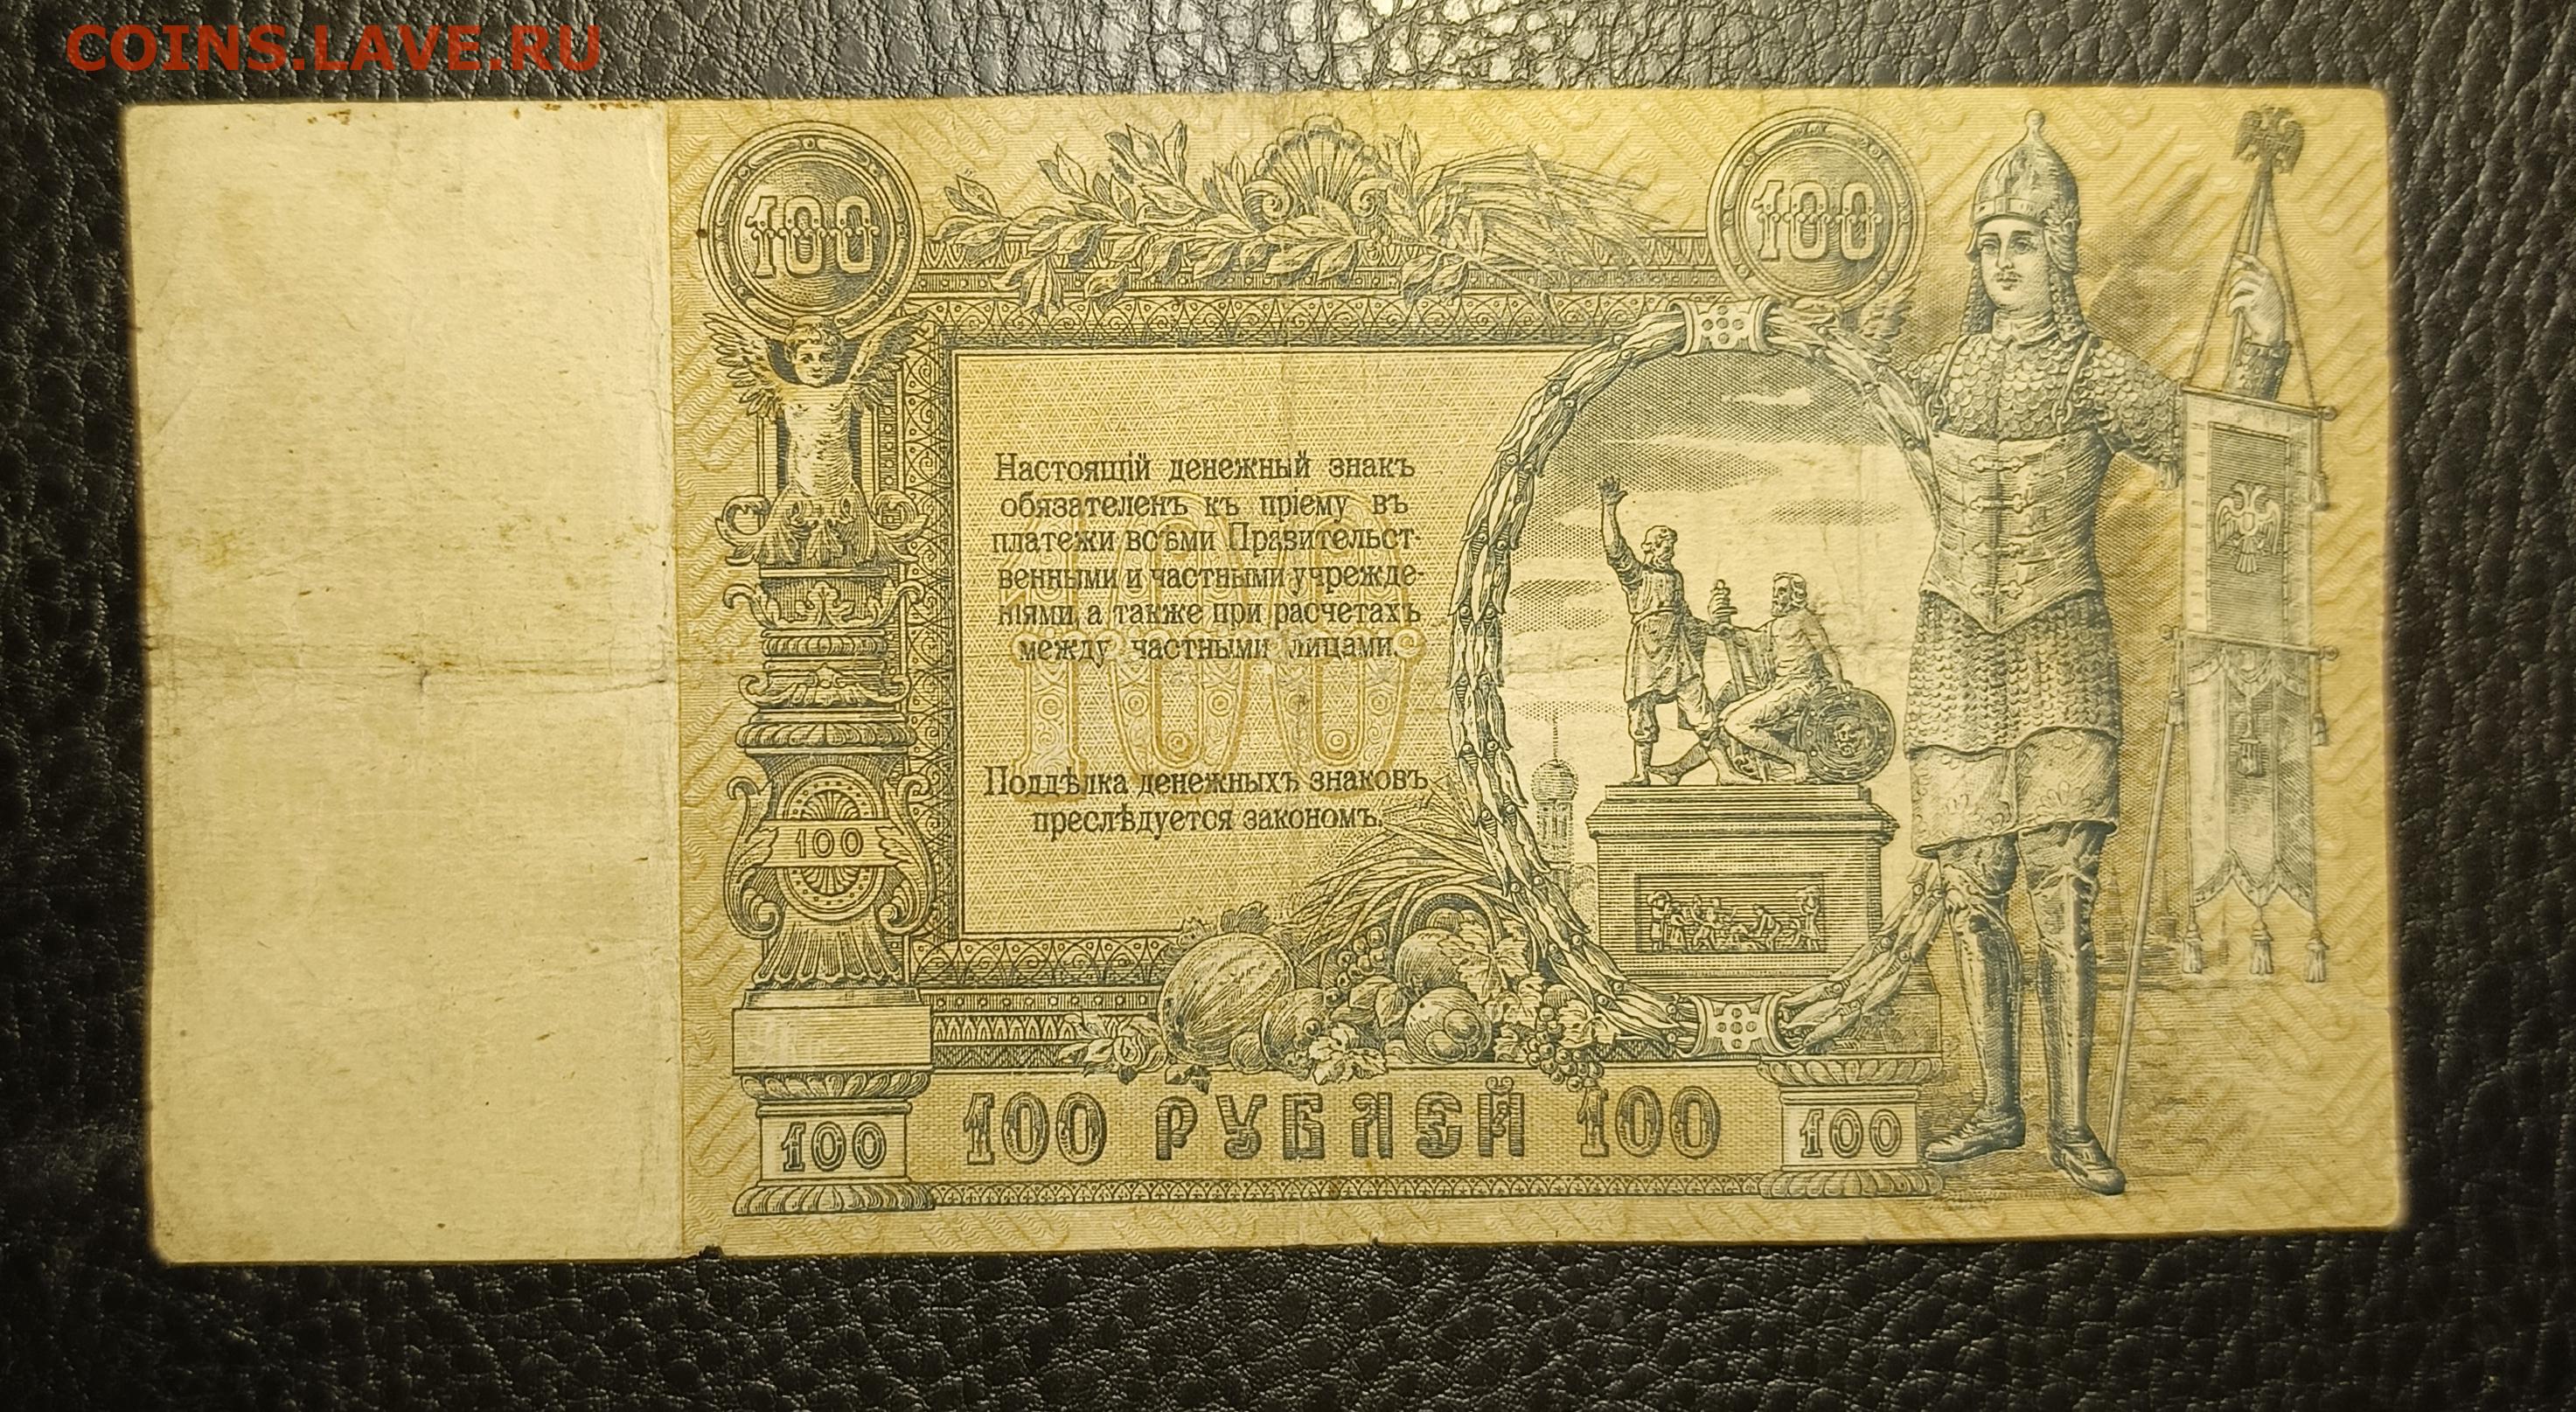 COINS.LAVE.RU
100 100
Настоящій денежный знакъ
обязателенъ къ пріему въ
платежи всѣми Правительст-
венными и частными учрежде-
ніями, а также при расчетахъ
между частными лицами.
100
Поддѣлка денежныхъ знаковъ
преслѣдуется закономъ.
100
100 100 РУБЛЕЙ 100 100